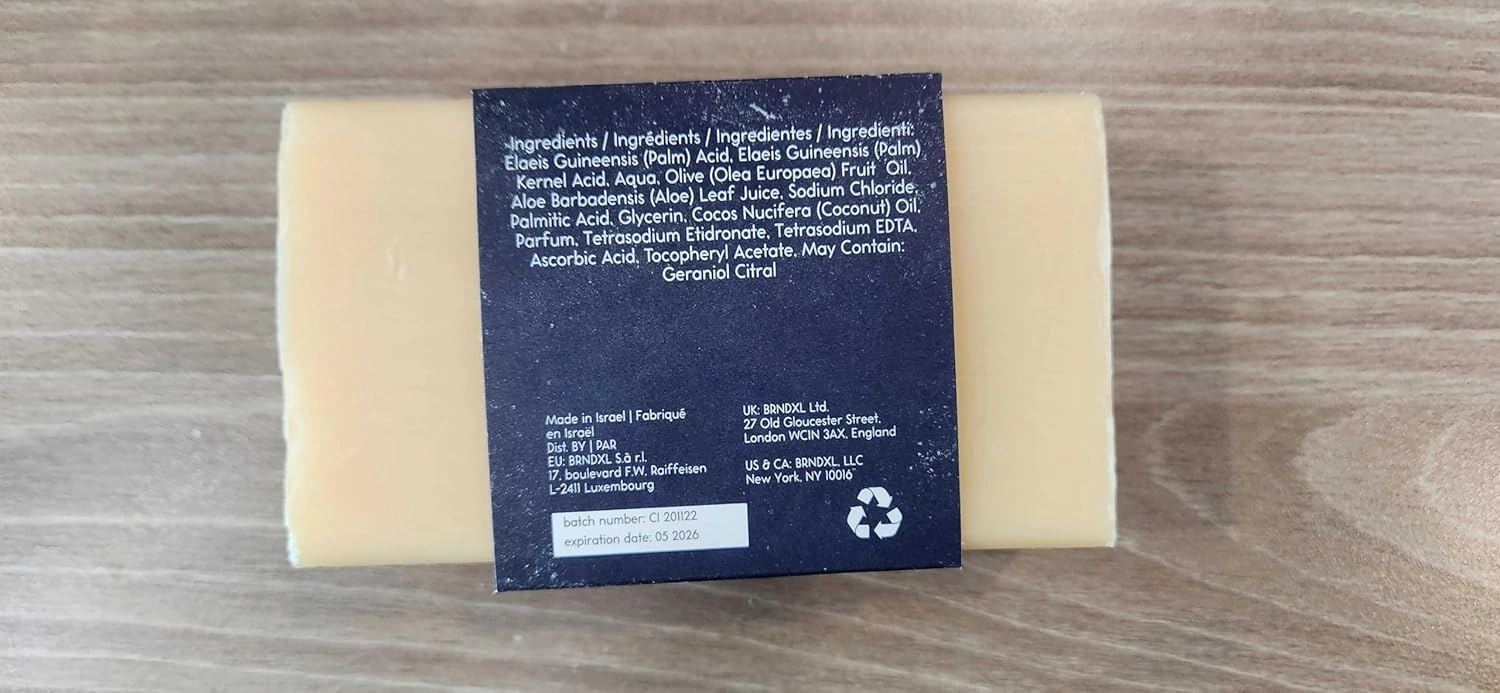 Ingredients / Ingrédients / Ingredientes / Ingredienti:
Elaeis Guineensis (Palm) Acid, Elaeis Guineensis (Palm)
Kernel Acid, Aqua, Olive (Olea Europaea) Fruit Oil,
Aloe Barbadensis (Aloe) Leaf Juice, Sodium Chloride,
Palmitic Acid, Glycerin, Cocos Nucifera (Coconut) Oil,
Parfum, Tetrasodium Etidronate, Tetrasodium EDTA,
Ascorbic Acid, Tocopheryl Acetate, May Contain:
Geraniol Citral
Made in Israel | Fabriqué
en Israël
Dist. BY | PAR
EU: BRNDXL S.à r.l.
17, boulevard F.W. Raiffeisen
L-2411 Luxembourg
UK: BRNDXL Ltd.
27 Old Gloucester Street,
London WC1N 3AX, England
US & CA: BRNDXL, LLC
New York, NY 10016
batch number: CI 201122
expiration date: 05 2026